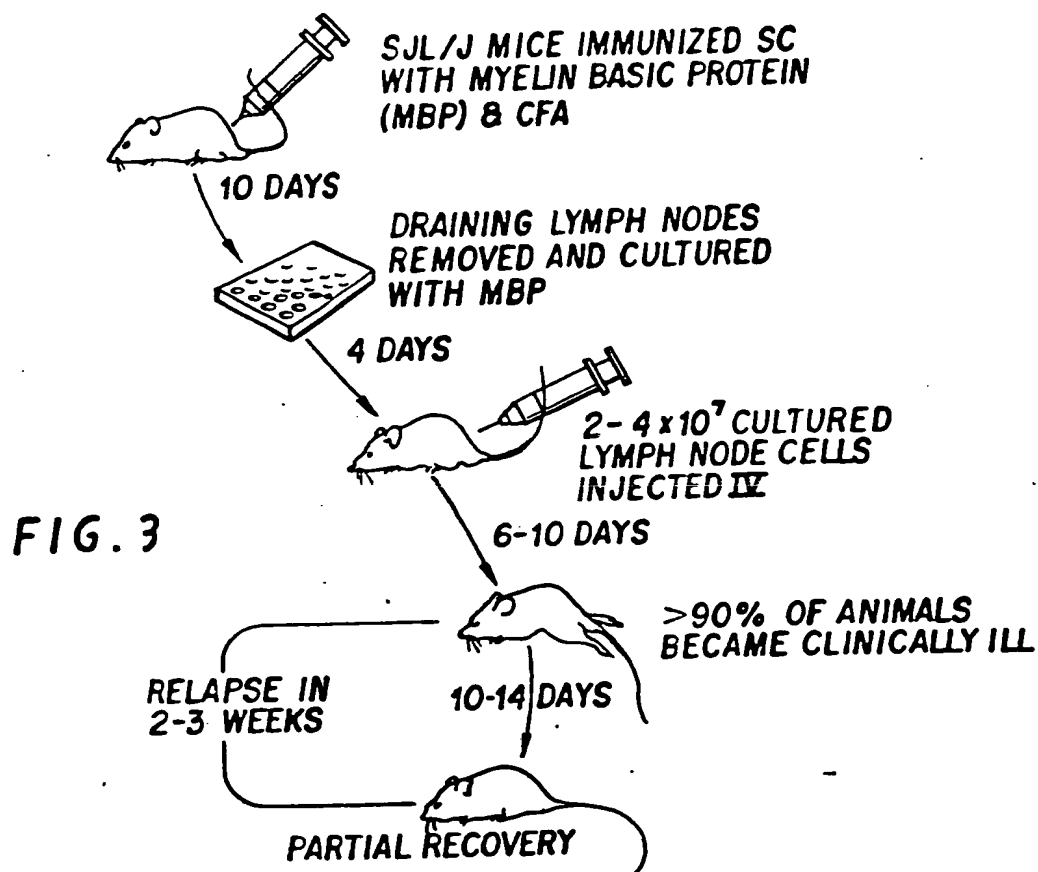 SJL/J MICE IMMUNIZED SC
WITH MYELIN BASIC PROTEIN
(MBP) & CFA
10 DAYS
DRAINING LYMPH NODES
REMOVED AND CULTURED
WITH MBP
4 DAYS
2-4 x 10⁷ CULTURED
LYMPH NODE CELLS
INJECTED IV
FIG. 3
6-10 DAYS
>90% OF ANIMALS
BECAME CLINICALLY ILL
RELAPSE IN
2-3 WEEKS
10-14 DAYS
PARTIAL RECOVERY